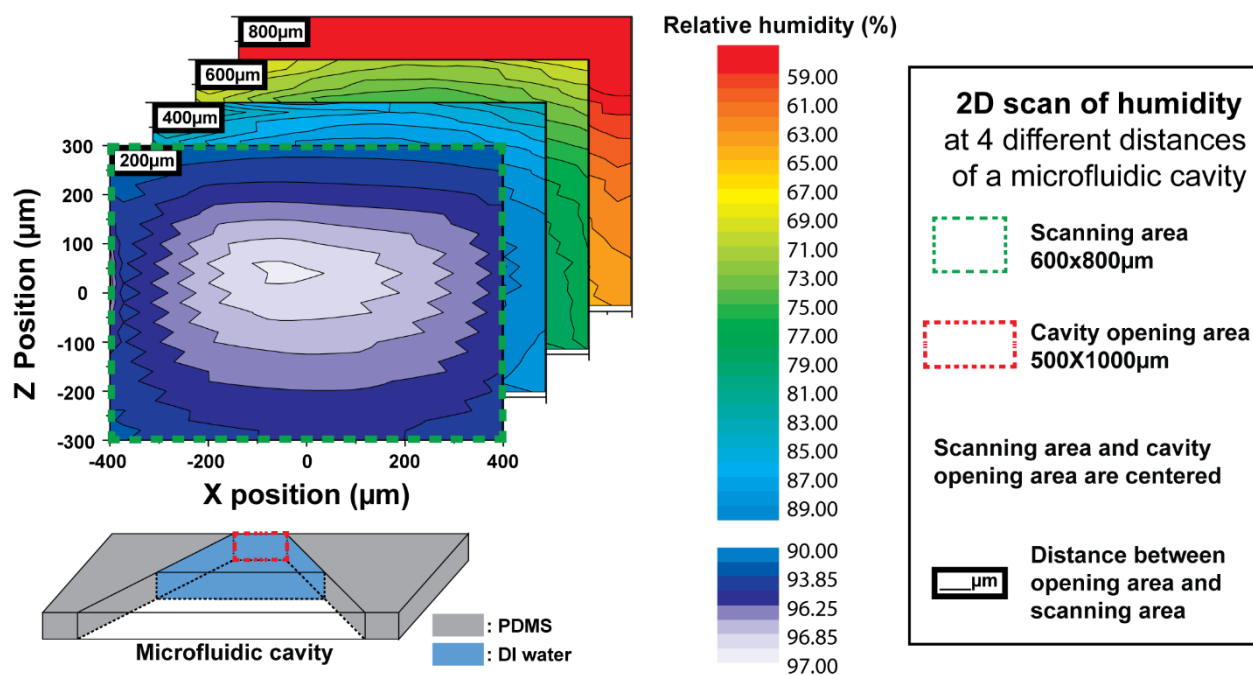 800µm
600µm
400µm
200µm
300
200
100
0
-100
-200
-300
-400
-200
0
200
400
Z Position (µm)
X position (µm)
Microfluidic cavity
: PDMS
: DI water
Relative humidity (%)
59.00
61.00
63.00
65.00
67.00
69.00
71.00
73.00
75.00
77.00
79.00
81.00
83.00
85.00
87.00
89.00
90.00
93.85
96.25
96.85
97.00
2D scan of humidity
at 4 different distances
of a microfluidic cavity
Scanning area
600x800µm
Cavity opening area
500X1000µm
Scanning area and cavity
opening area are centered
___µm
Distance between
opening area and
scanning area